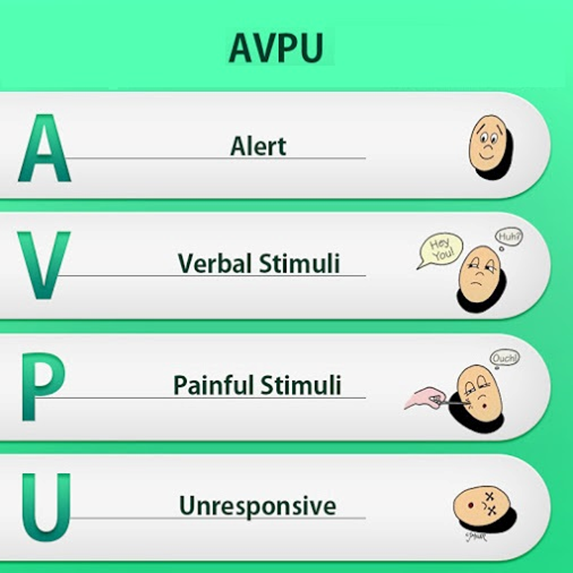 AVPU
A
Alert
V
Verbal Stimuli
Hey
You!
Huh?
P
Painful Stimuli
Ouch!
U
Unresponsive